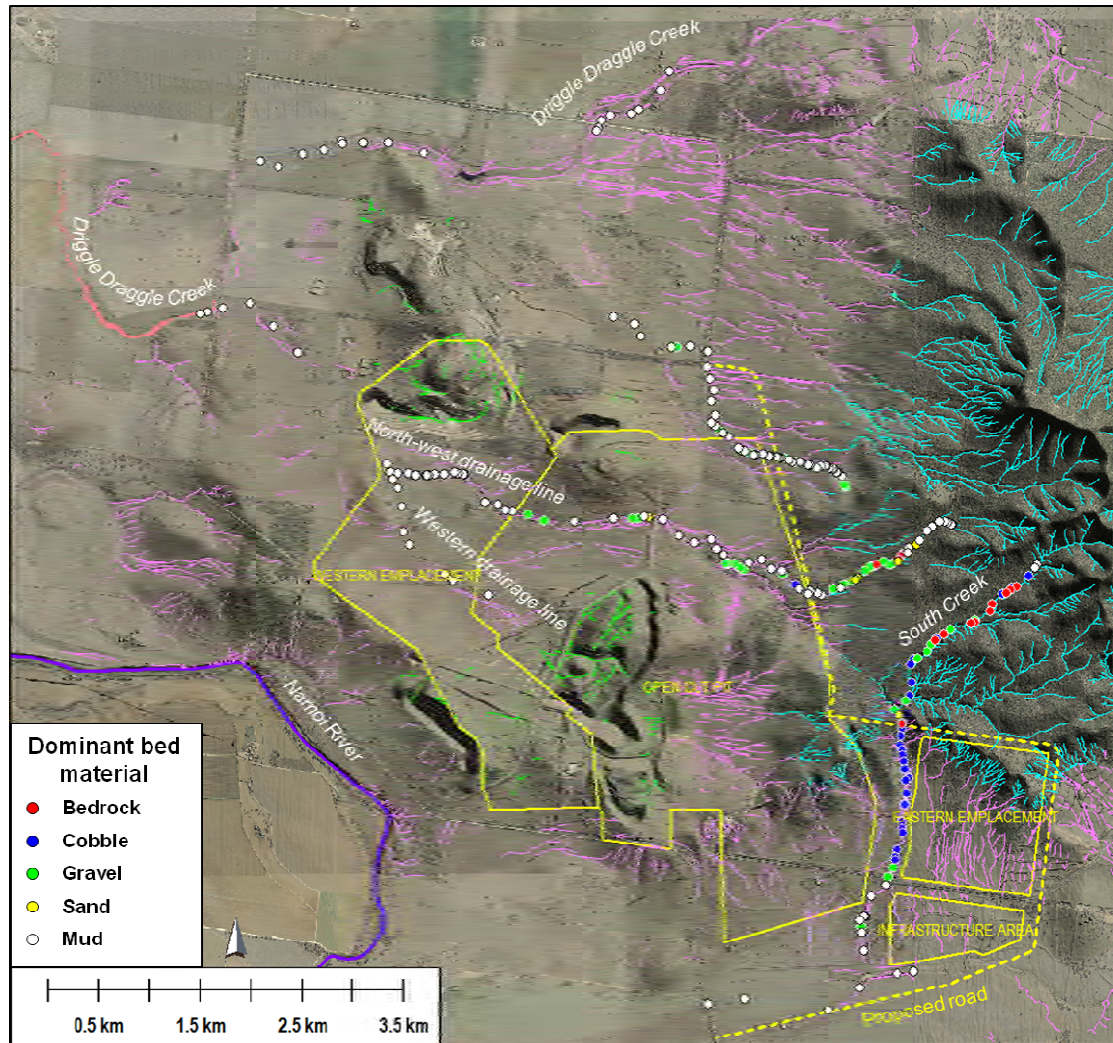 Driggle Draggle Creek
Driggle Draggle Creek
North-west drainage line
Western drainage line
WESTERN EMPLACEMENT
South Creek
OPEN CUT PIT
Namoi River
EASTERN EMPLACEMENT
INFRASTRUCTURE AREA
Proposed road
Dominant bed
material
Bedrock
Cobble
Gravel
Sand
Mud
0.5 km 1.5 km 2.5 km 3.5 km